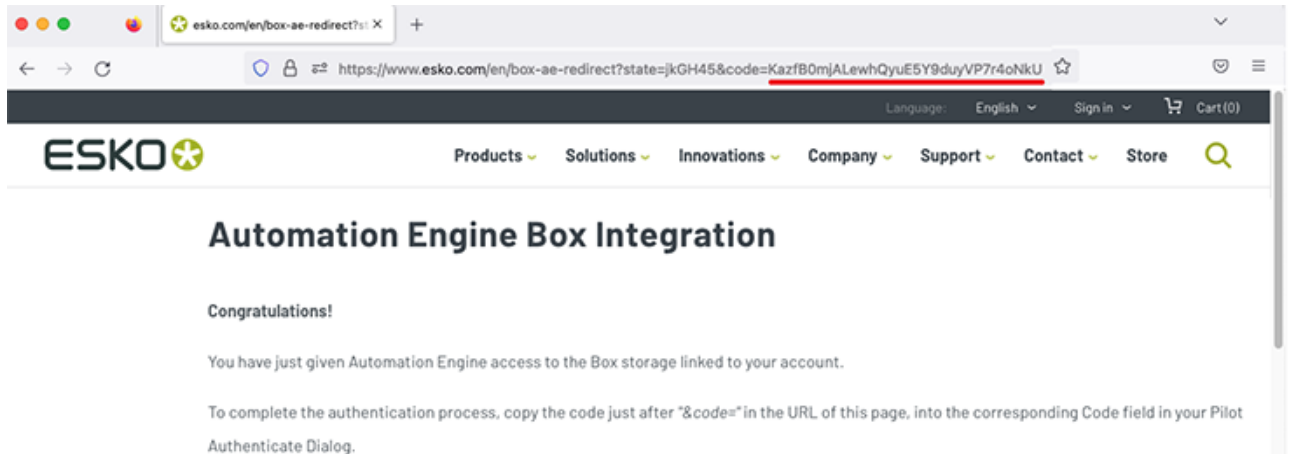 esko.com/en/box-ae-redirect?st
https://www.esko.com/en/box-ae-redirect?state=jkGH45&code=KazfB0mjALewhQyuE5Y9duyVP7r4oNkU
Language: English Sign in Cart (0)
ESKO Products Solutions Innovations Company Support Contact Store
Automation Engine Box Integration
Congratulations!
You have just given Automation Engine access to the Box storage linked to your account.
To complete the authentication process, copy the code just after "&code=" in the URL of this page, into the corresponding Code field in your Pilot
Authenticate Dialog.